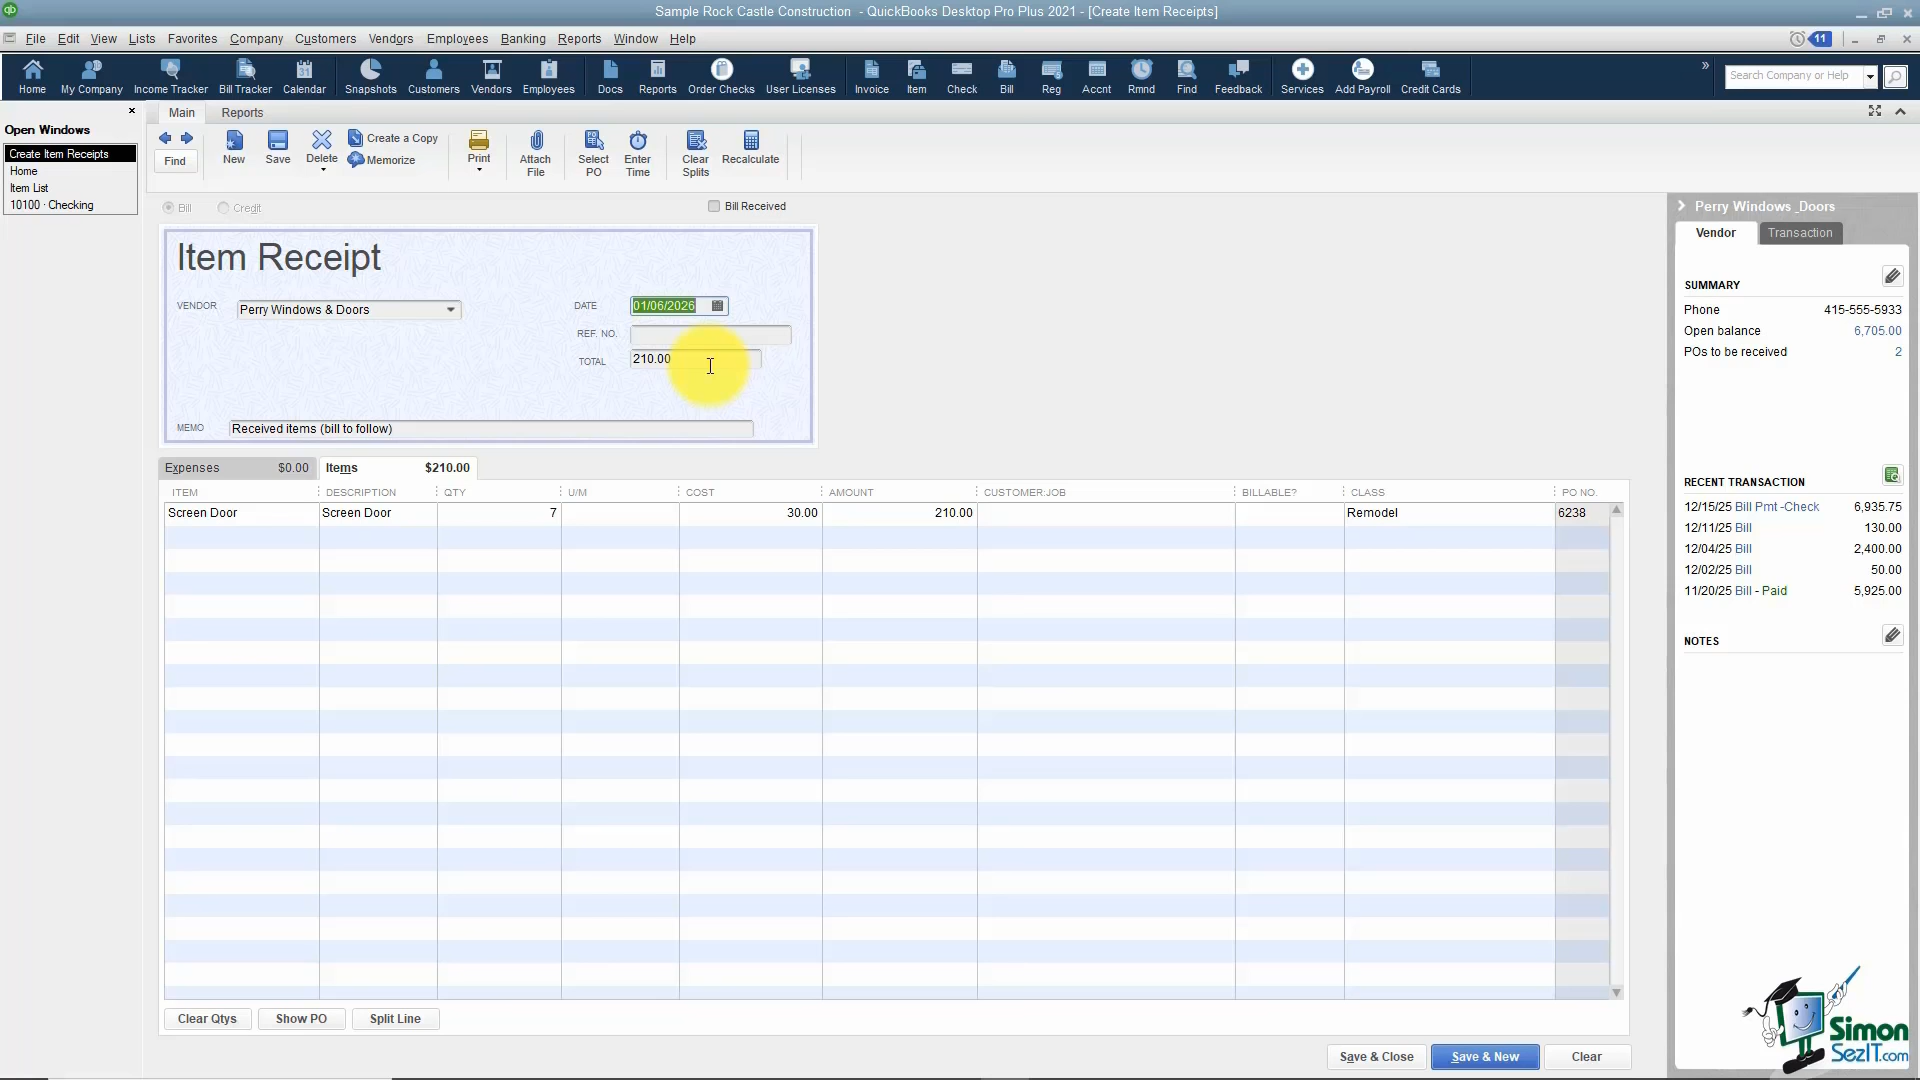 Sample Rock Castle Construction - QuickBooks Desktop Pro Plus 2021 - [Create Item Receipts]
File Edit View Lists Favorites Company Customers Vendors Employees Banking Reports Window Help 11
Home My Company Income Tracker Bill Tracker Calendar Snapshots Customers Vendors Employees Docs Reports Order Checks User Licenses Invoice Item Check Bill Reg Accnt Rmnd Find Feedback Services Add Payroll Credit Cards » Search Company or Help
Open Windows
Create Item Receipts
Home
Item List
10100 · Checking
Main Reports
Find New Save Delete Create a Copy
Memorize
Print Attach File Select PO Enter Time Clear Splits Recalculate
Bill Credit Bill Received
Item Receipt
VENDOR Perry Windows & Doors
DATE 01/06/2026
REF. NO.
TOTAL 210.00
MEMO Received items (bill to follow)
Expenses $0.00 Items $210.00
ITEM DESCRIPTION QTY U/M COST AMOUNT CUSTOMER:JOB BILLABLE? CLASS PO NO.
Screen Door Screen Door 7 30.00 210.00 Remodel 6238
Clear Qtys Show PO Split Line
Save & Close Save & New Clear
Perry Windows _Doors
Vendor Transaction
SUMMARY
Phone 415-555-5933
Open balance 6,705.00
POs to be received 2
RECENT TRANSACTION
12/15/25 Bill Pmt -Check 6,935.75
12/11/25 Bill 130.00
12/04/25 Bill 2,400.00
12/02/25 Bill 50.00
11/20/25 Bill - Paid 5,925.00
NOTES
Simon
SezIT.com